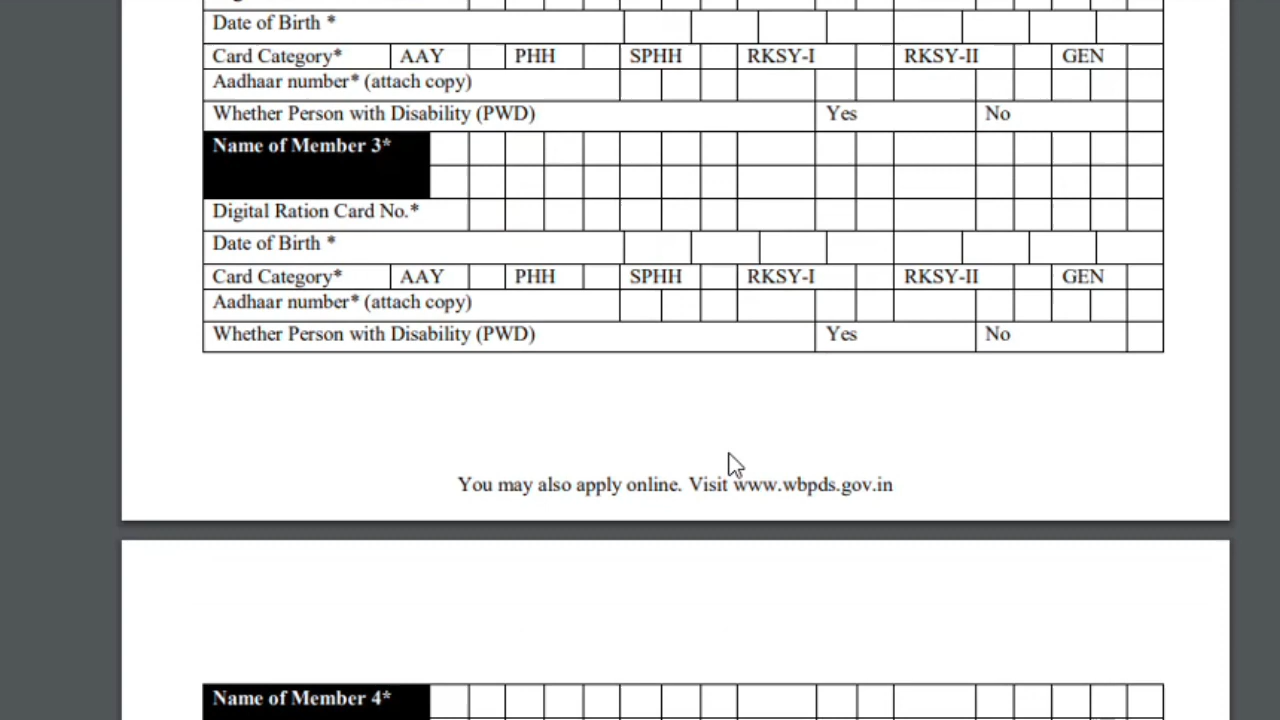 Date of Birth *
Card Category* AAY PHH SPHH RKSY-I RKSY-II GEN
Aadhaar number* (attach copy)
Whether Person with Disability (PWD) Yes No
Name of Member 3*
Digital Ration Card No.*
Date of Birth *
Card Category* AAY PHH SPHH RKSY-I RKSY-II GEN
Aadhaar number* (attach copy)
Whether Person with Disability (PWD) Yes No
You may also apply online. Visit www.wbpds.gov.in
Name of Member 4*